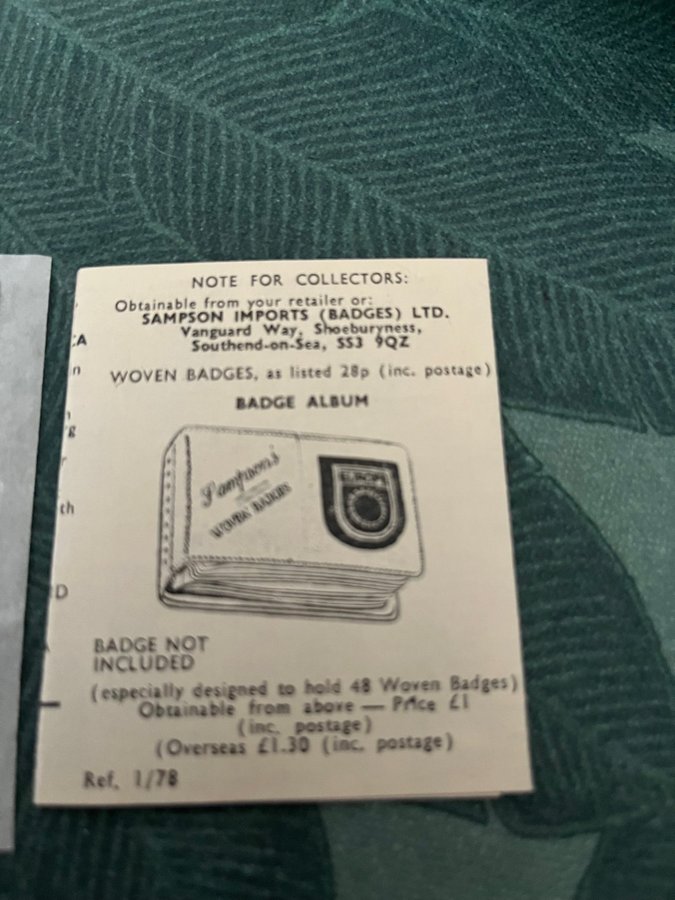 NOTE FOR COLLECTORS:
Obtainable from your retailer or:
SAMPSON IMPORTS (BADGES) LTD.
Vanguard Way, Shoeburyness,
Southend-on-Sea, SS3 9QZ
WOVEN BADGES, as listed 28p (inc. postage)
BADGE ALBUM
Sampson's
WOVEN BADGES
EUROPA
BADGE NOT
INCLUDED
(especially designed to hold 48 Woven Badges)
Obtainable from above — Price £1
(inc. postage)
(Overseas £1.30 (inc. postage)
Ref. 1/78